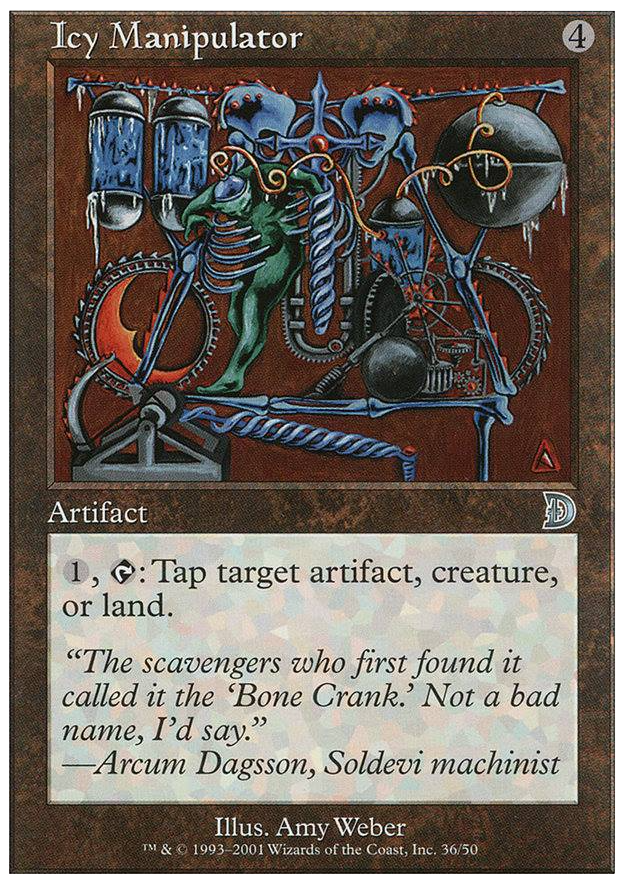 Icy Manipulator 4
Artifact
1, : Tap target artifact, creature,
or land.
“The scavengers who first found it
called it the ‘Bone Crank.’ Not a bad
name, I’d say.”
—Arcum Dagsson, Soldevi machinist
Illus. Amy Weber
™ & © 1993–2001 Wizards of the Coast, Inc. 36/50